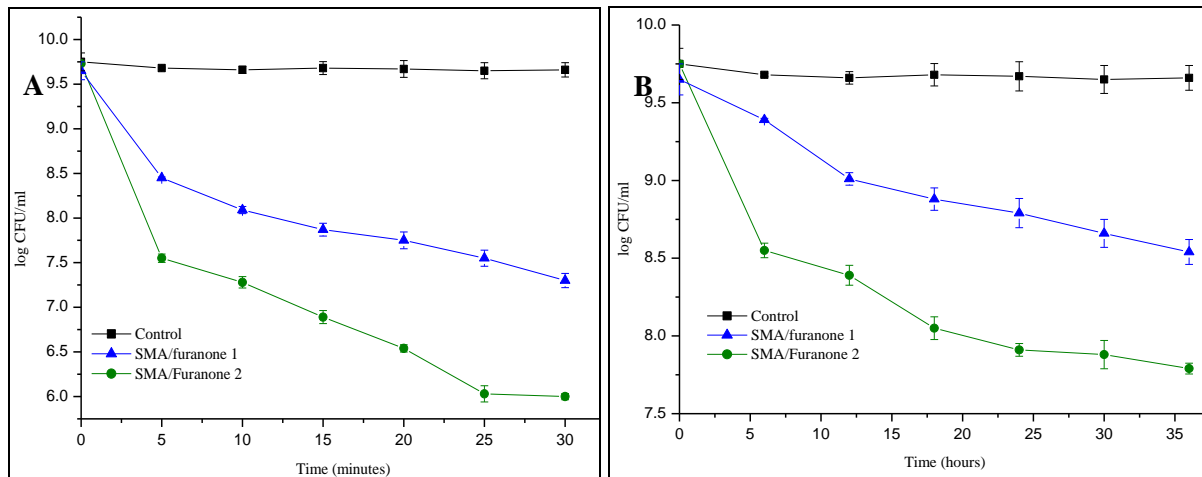 A
10.0
9.5
9.0
8.5
8.0
7.5
7.0
6.5
6.0
log CFU/ml
Control
SMA/furanone 1
SMA/Furanone 2
0 5 10 15 20 25 30
Time (minutes)
B
10.0
9.5
9.0
8.5
8.0
7.5
log CFU/ml
Control
SMA/furanone 1
SMA/Furanone 2
0 5 10 15 20 25 30 35
Time (hours)